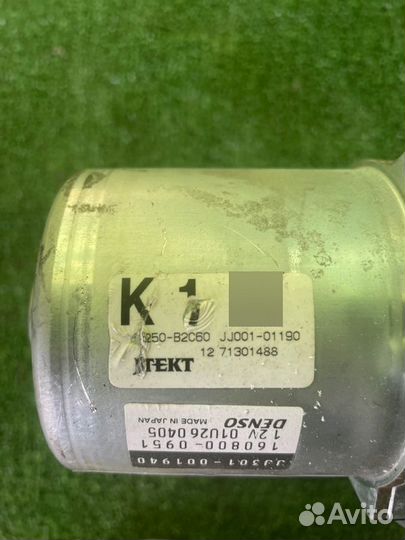 K 1
250-B2C60 JJ001-01190
12 71301488
JTEKT
JJ301-001940
160800-0951
12V 01U260405
DENSO MADE IN JAPAN
Avito